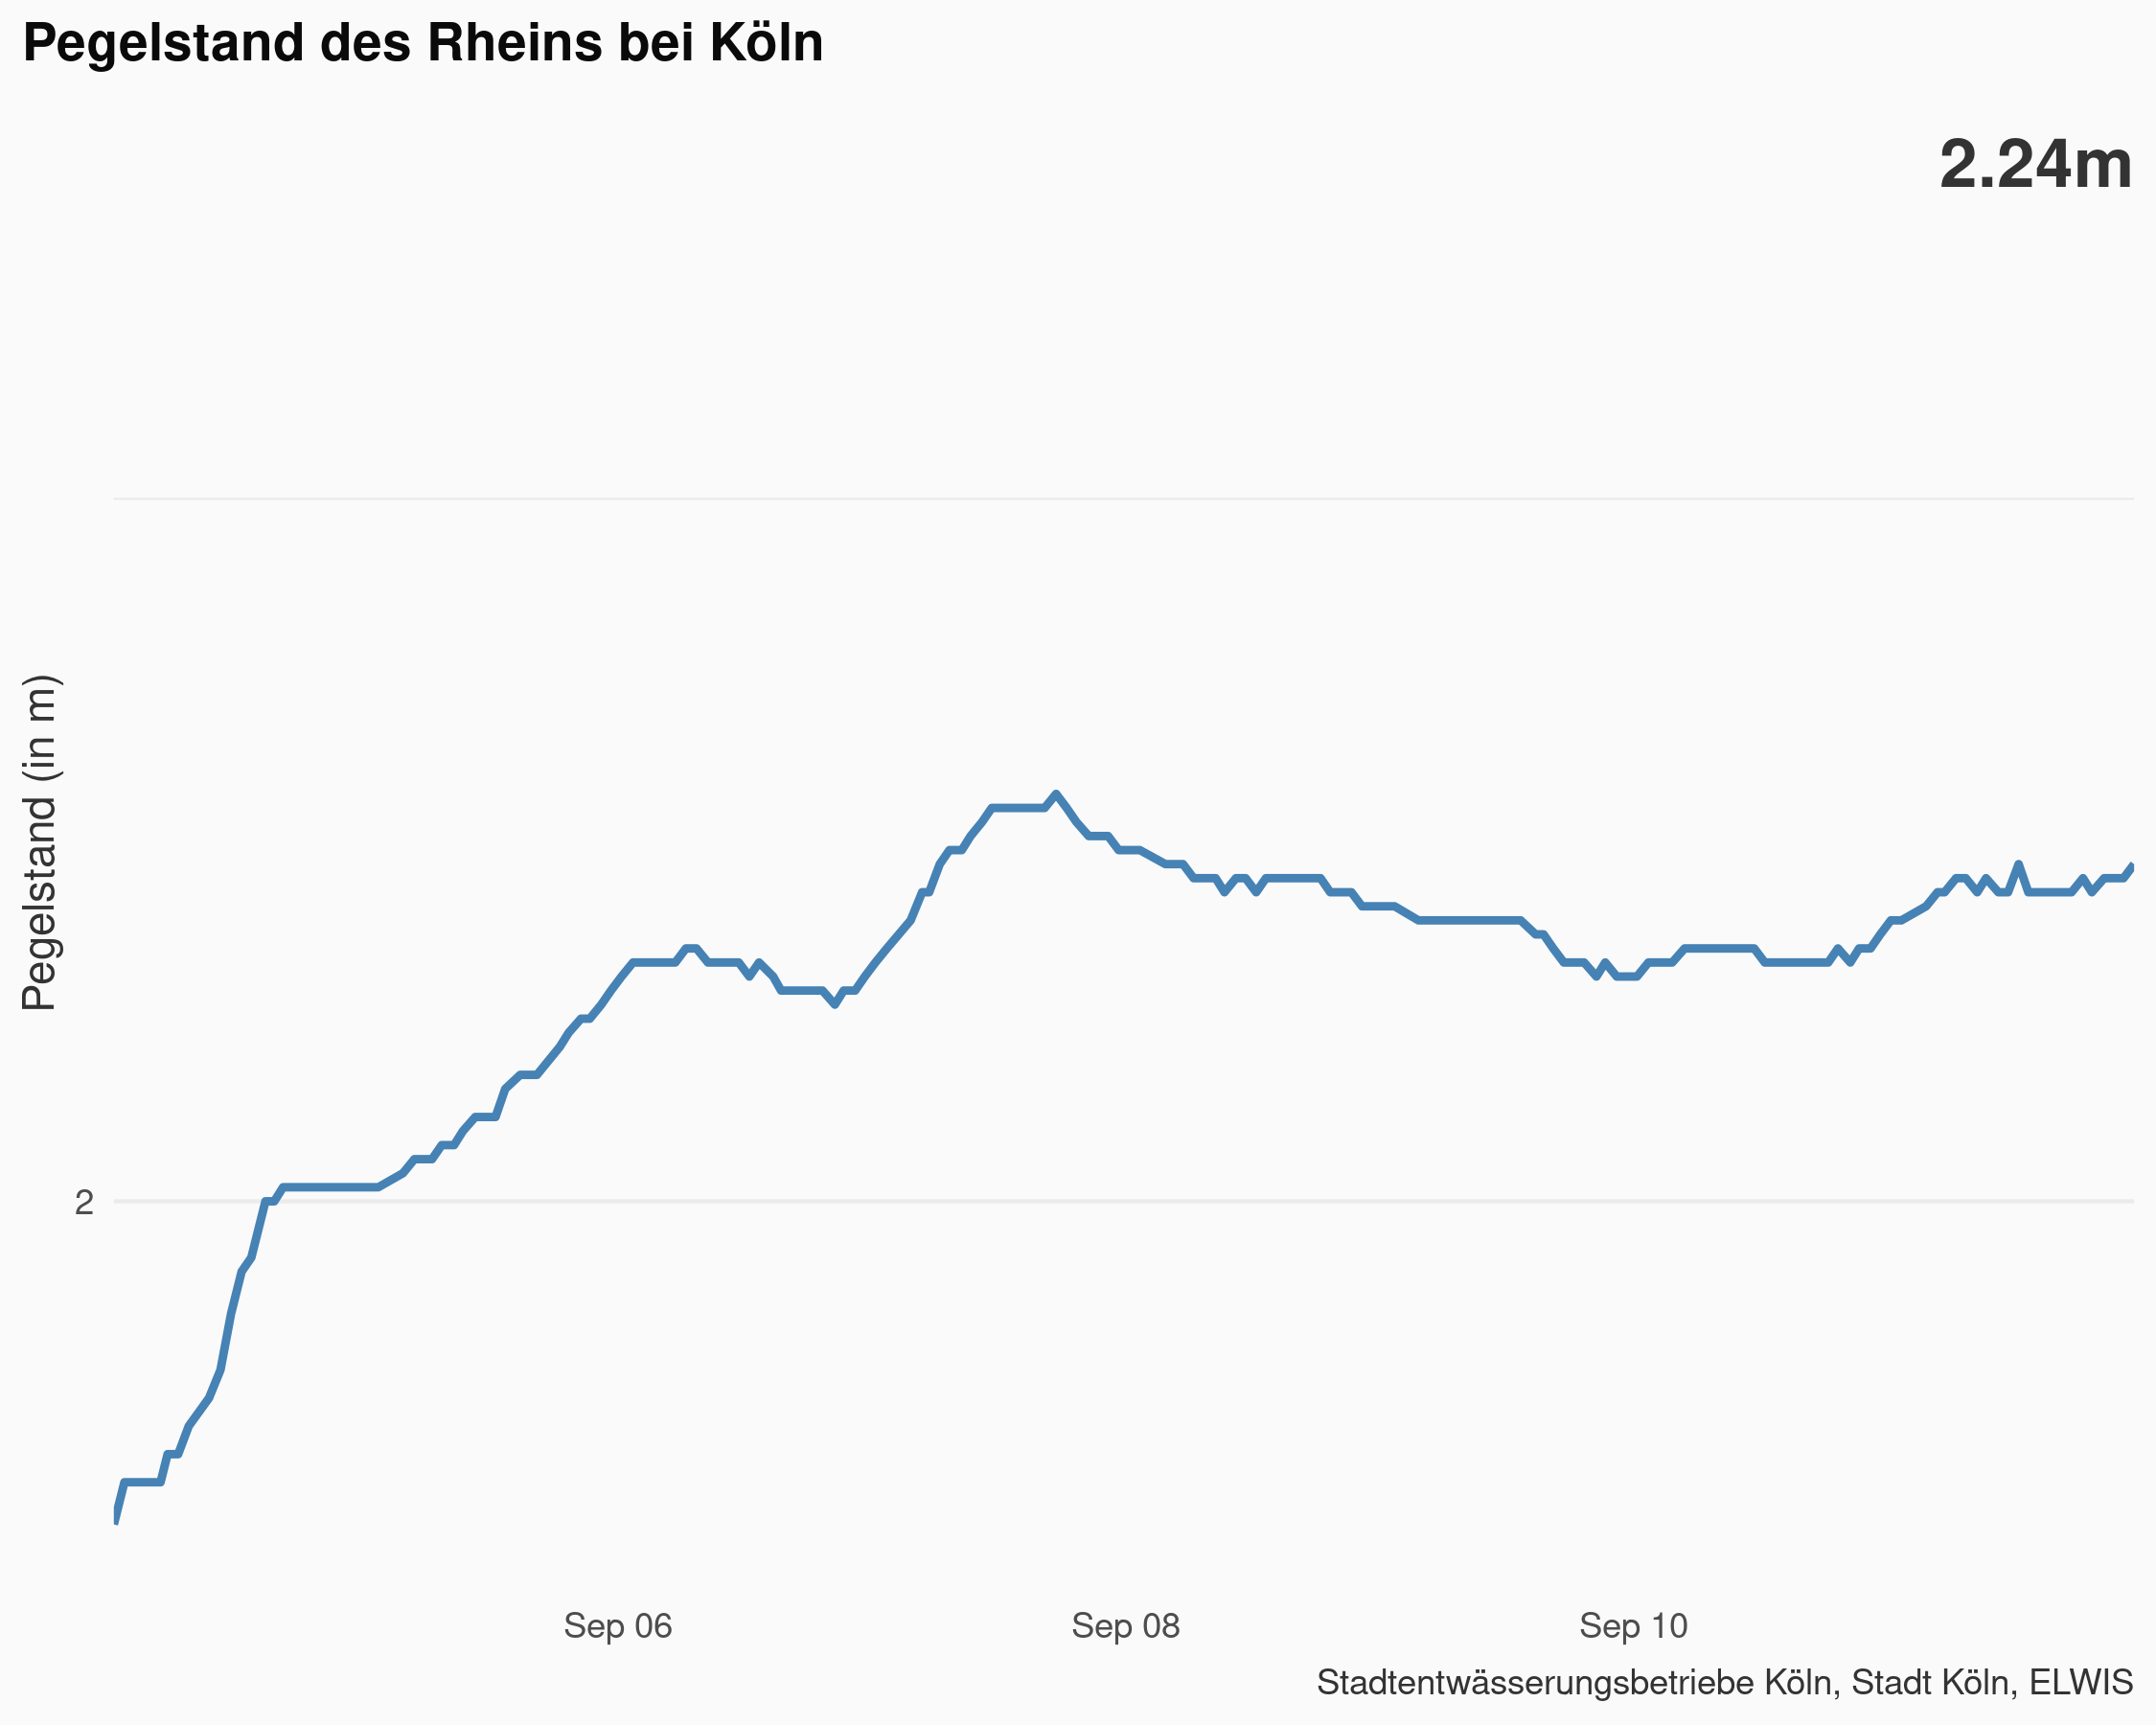 Pegelstand des Rheins bei Köln
2.24m
Pegelstand (in m)
2
Sep 06
Sep 08
Sep 10
Stadtentwässerungsbetriebe Köln, Stadt Köln, ELWIS